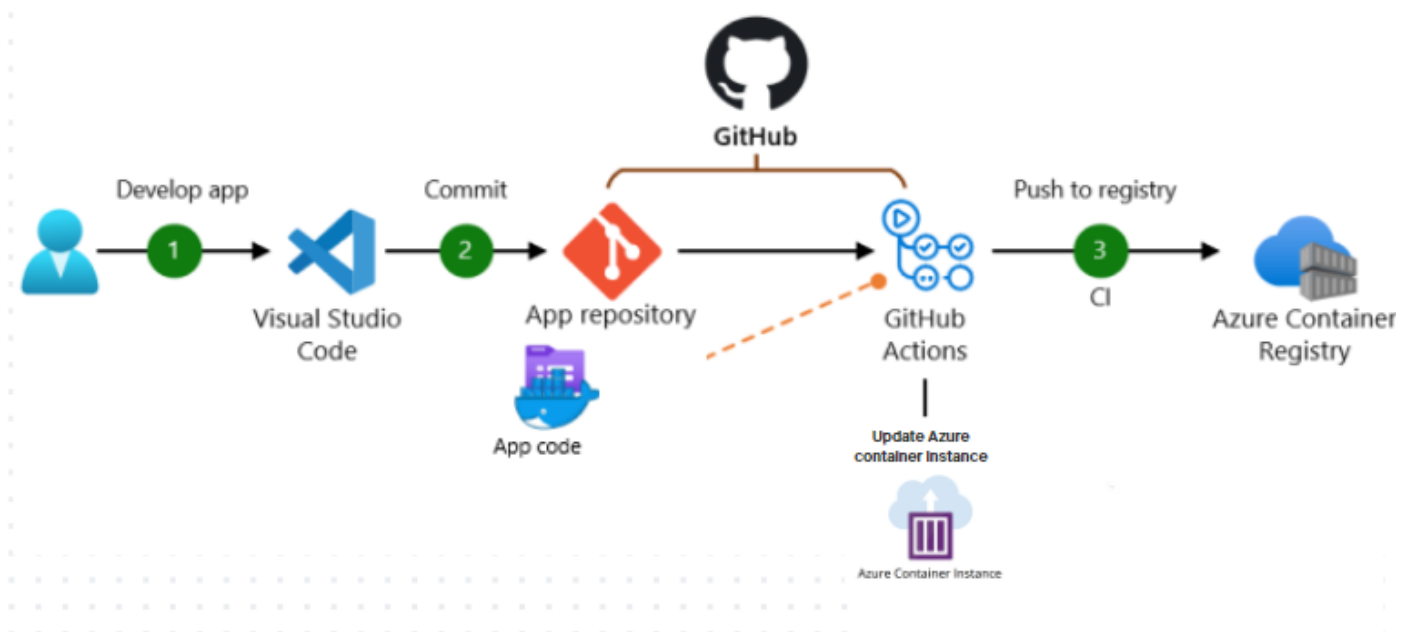 GitHub
Develop app
Commit
Push to registry
1
2
3
CI
Visual Studio
Code
App repository
GitHub
Actions
Azure Container
Registry
App code
Update Azure
container Instance
Azure Container Instance